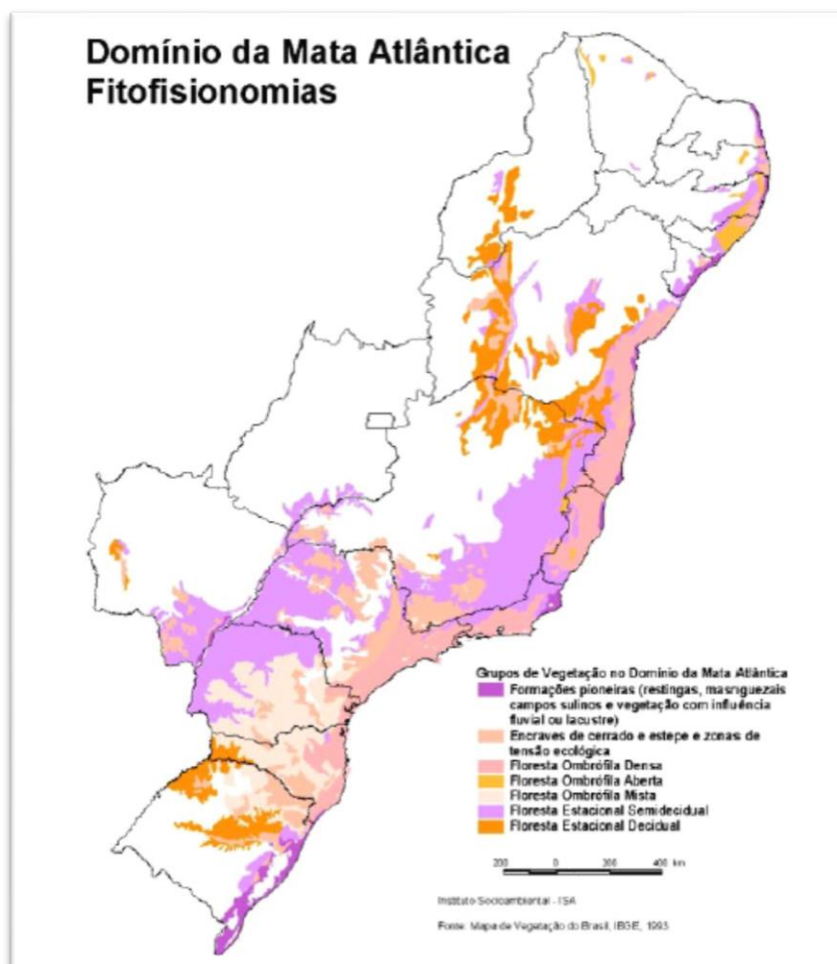 Domínio da Mata Atlântica
Fitofisionomias
Grupos de Vegetação no Domínio da Mata Atlântica
Formações pioneiras (restingas, masnguezais
campos sulinos e vegetação com influência
fluvial ou lacustre)
Encraves de cerrado e estepe e zonas de
tensão ecológica
Floresta Ombrófila Densa
Floresta Ombrófila Aberta
Floresta Ombrófila Mista
Floresta Estacional Semidecidual
Floresta Estacional Decidual
200 0 200 400 km
Instituto Socioambiental - ISA
Fonte: Mapa de Vegetação do Brasil, IBGE, 1993